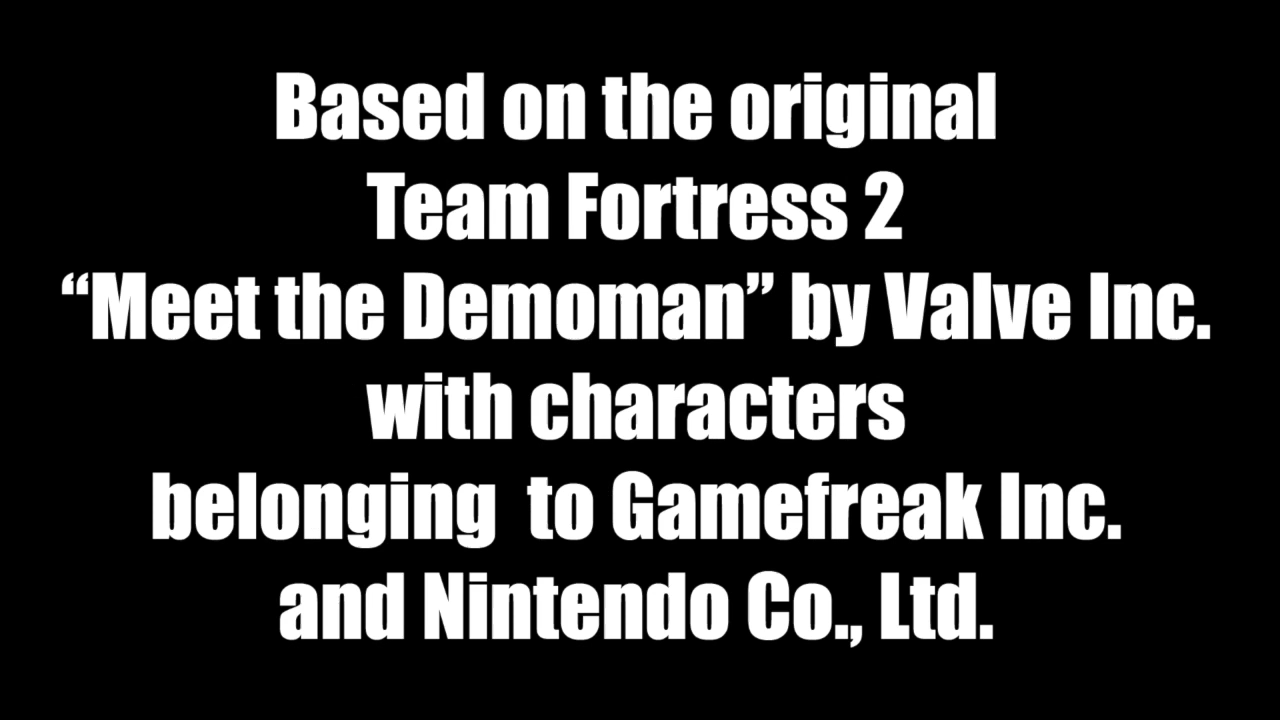 Based on the original
Team Fortress 2
“Meet the Demoman” by Valve Inc.
with characters
belonging  to Gamefreak Inc.
and Nintendo Co., Ltd.